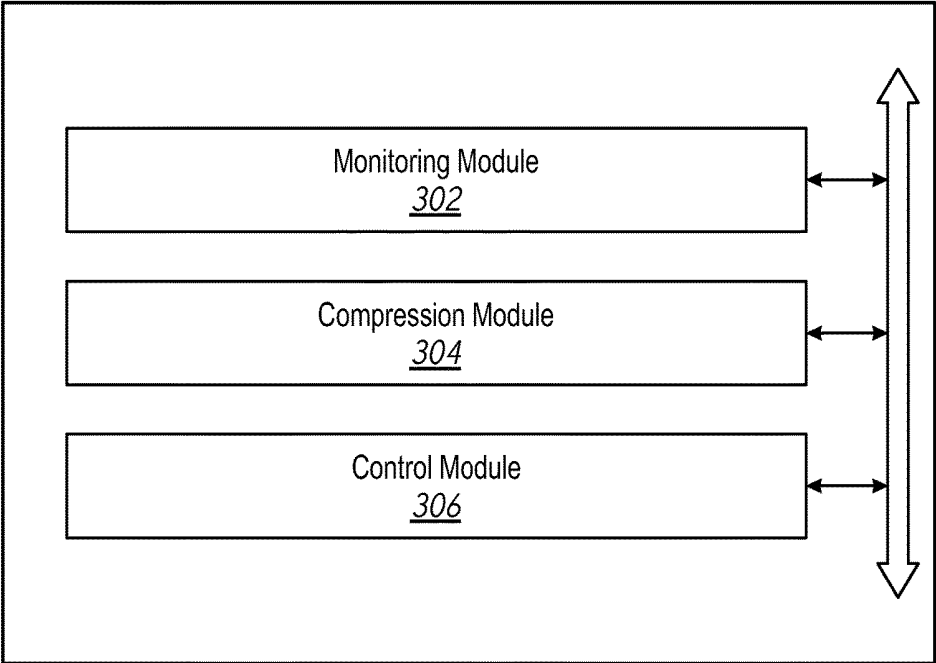 Monitoring Module
302
Compression Module
304
Control Module
306